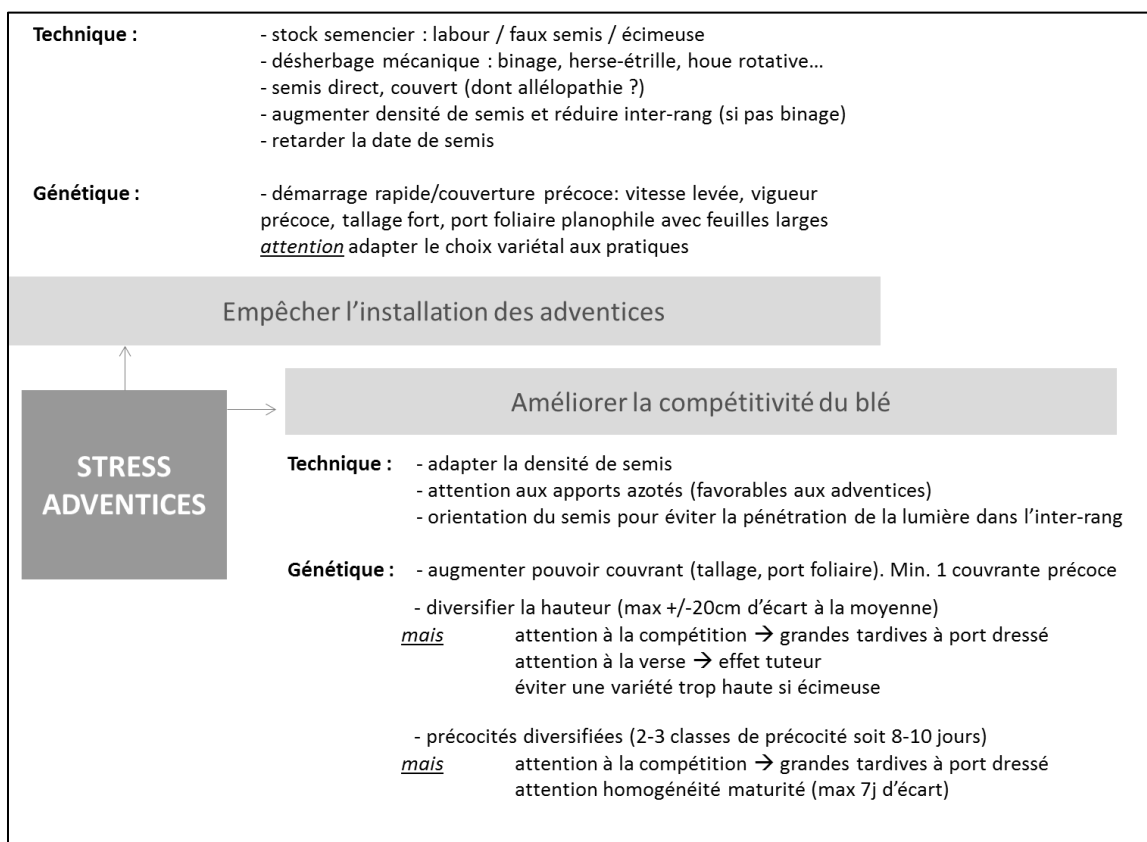 Technique :
- stock semencier : labour / faux semis / écimeuse
- désherbage mécanique : binage, herse-étrille, houe rotative…
- semis direct, couvert (dont allélopathie ?)
- augmenter densité de semis et réduire inter-rang (si pas binage)
- retarder la date de semis
Génétique :
- démarrage rapide/couverture précoce: vitesse levée, vigueur
précoce, tallage fort, port foliaire planophile avec feuilles larges
attention adapter le choix variétal aux pratiques
Empêcher l’installation des adventices
STRESS
ADVENTICES
Améliorer la compétitivité du blé
Technique :
- adapter la densité de semis
- attention aux apports azotés (favorables aux adventices)
- orientation du semis pour éviter la pénétration de la lumière dans l’inter-rang
Génétique :
- augmenter pouvoir couvrant (tallage, port foliaire). Min. 1 couvrante précoce
- diversifier la hauteur (max +/-20cm d’écart à la moyenne)
mais attention à la compétition → grandes tardives à port dressé
attention à la verse → effet tuteur
éviter une variété trop haute si écimeuse
- précocités diversifiées (2-3 classes de précocité soit 8-10 jours)
mais attention à la compétition → grandes tardives à port dressé
attention homogénéité maturité (max 7j d’écart)